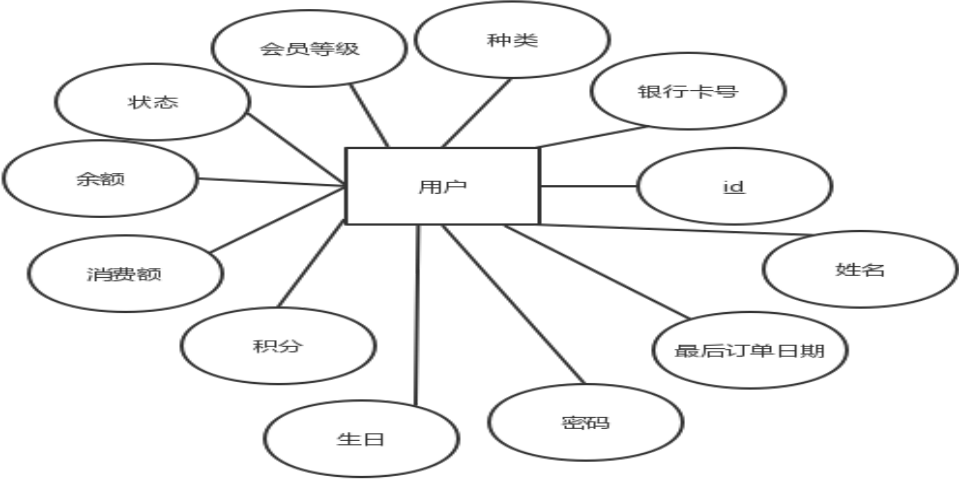 种类
会员等级
银行卡号
状态
余额
用户
id
消费额
姓名
积分
最后订单日期
生日
密码